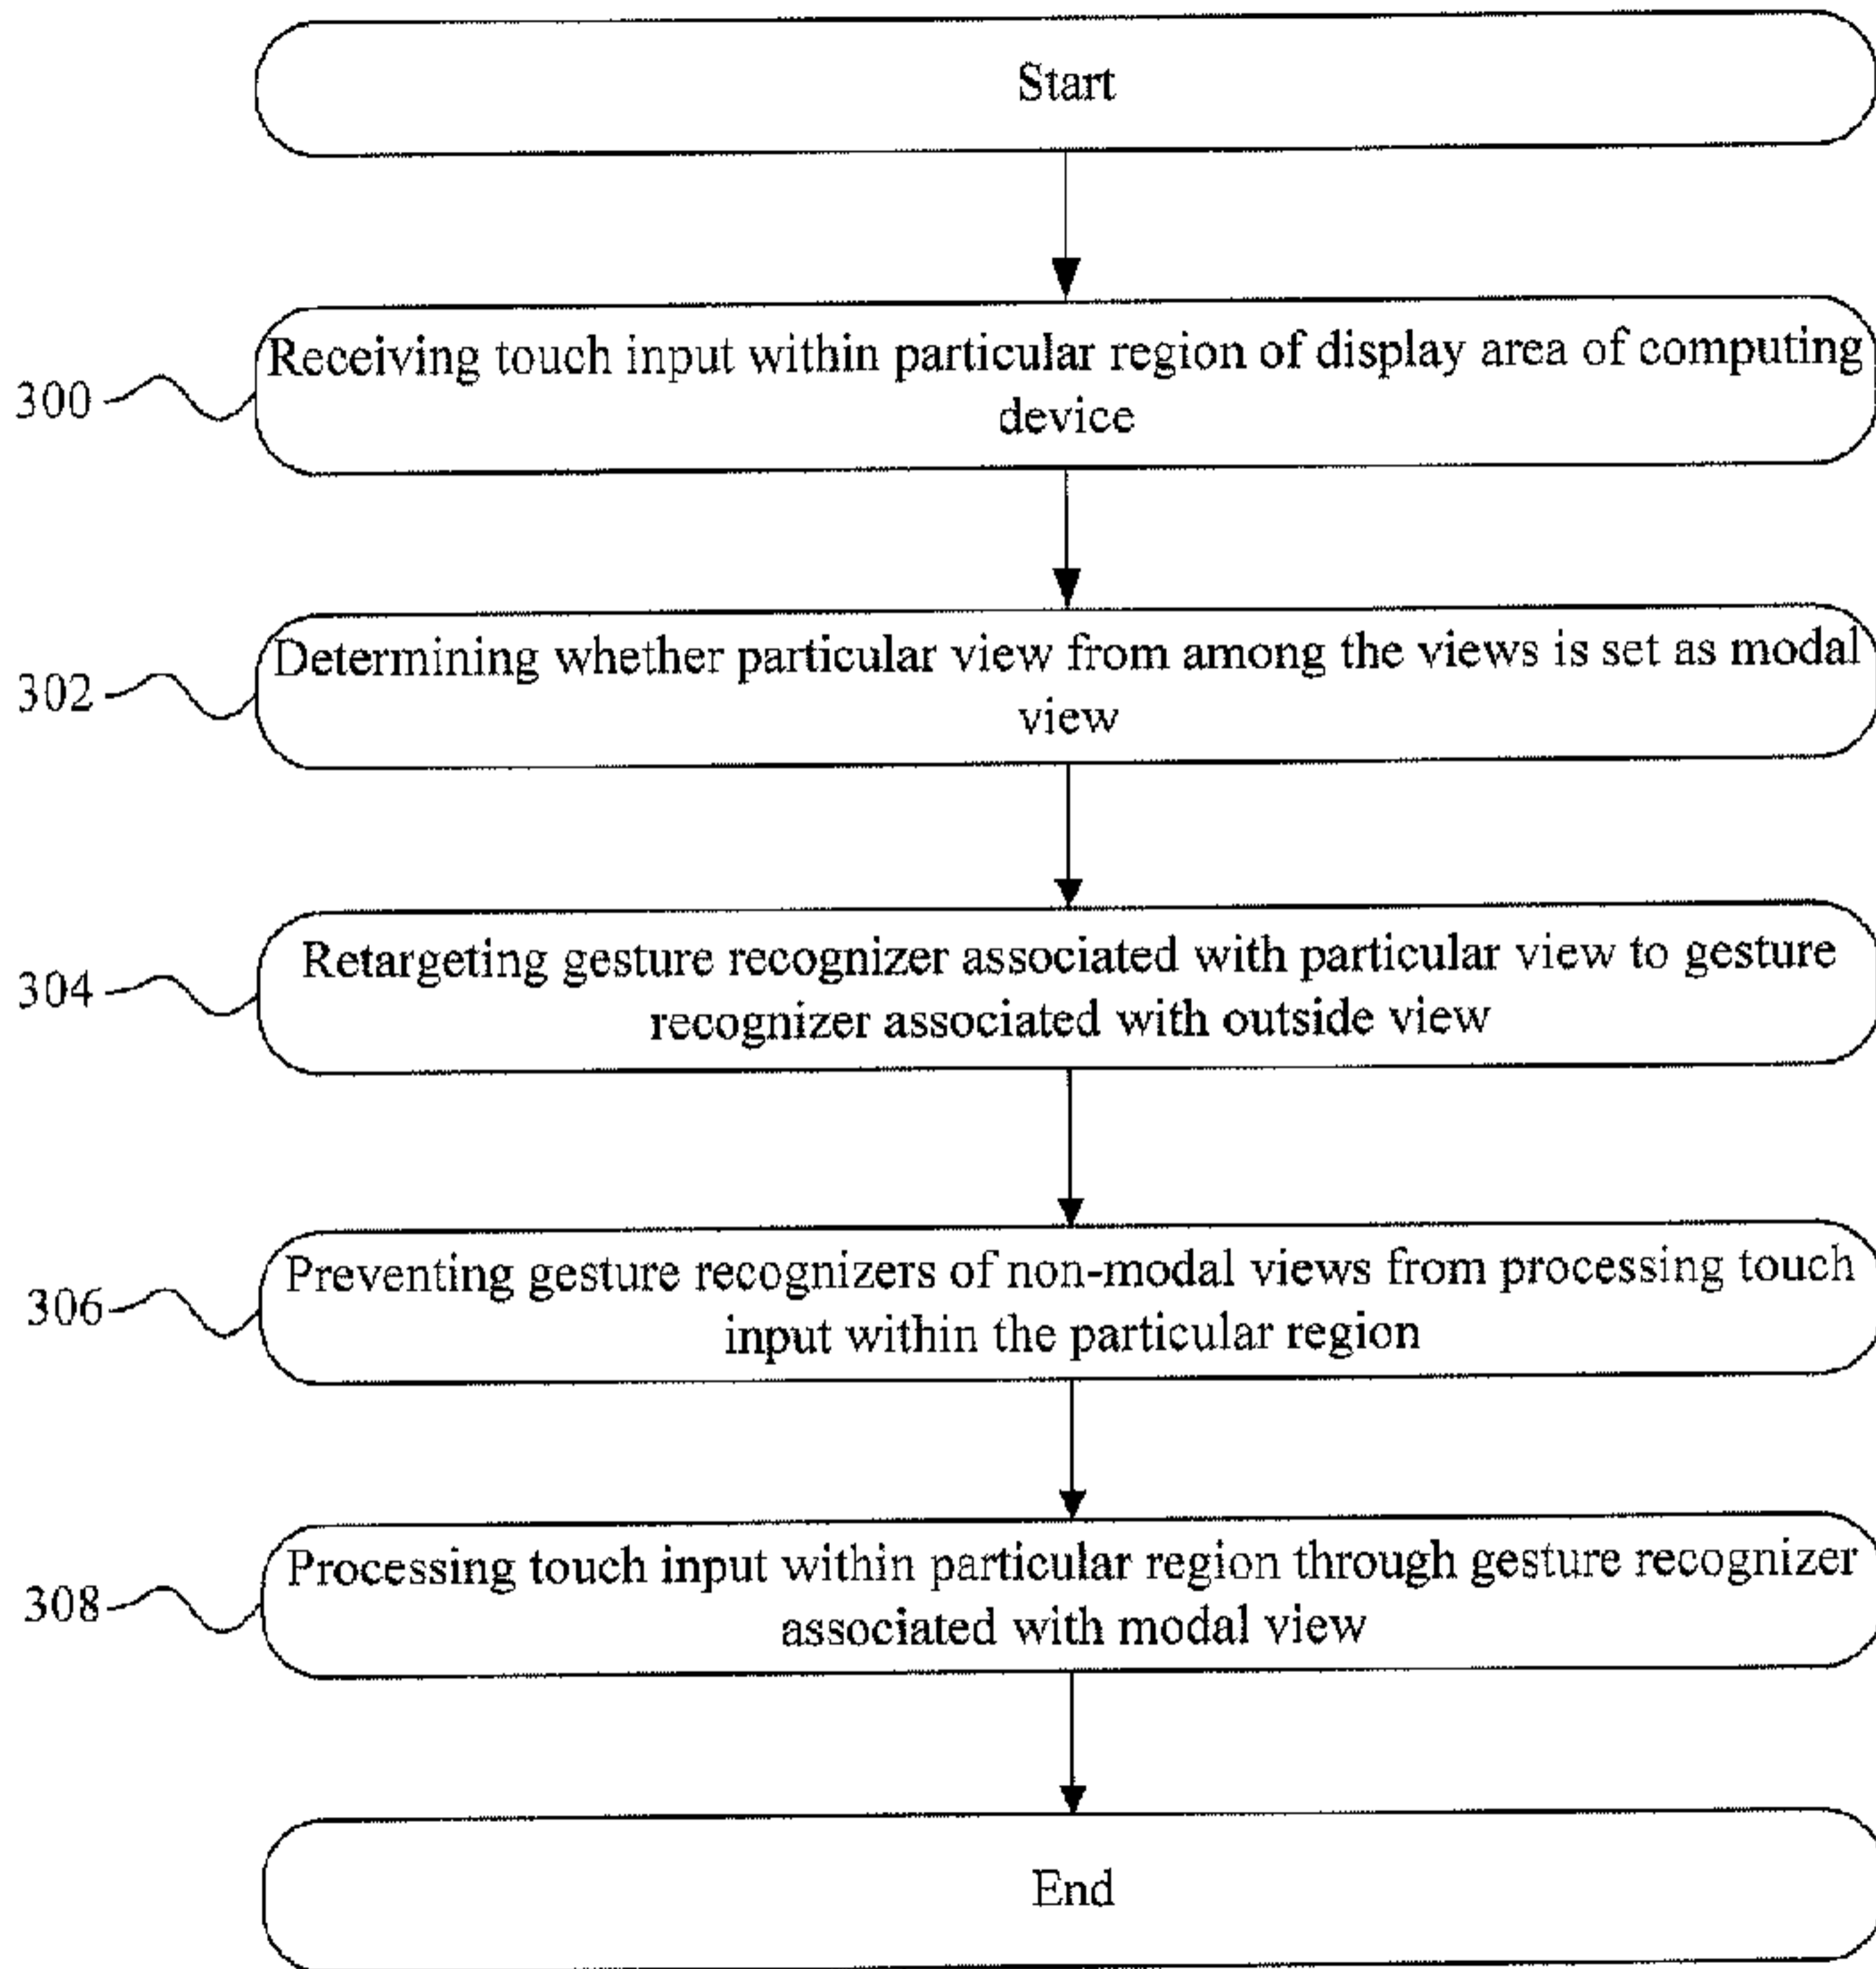 Start
300
Receiving touch input within particular region of display area of computing
device
302
Determining whether particular view from among the views is set as modal
view
304
Retargeting gesture recognizer associated with particular view to gesture
recognizer associated with outside view
306
Preventing gesture recognizers of non-modal views from processing touch
input within the particular region
308
Processing touch input within particular region through gesture recognizer
associated with modal view
End